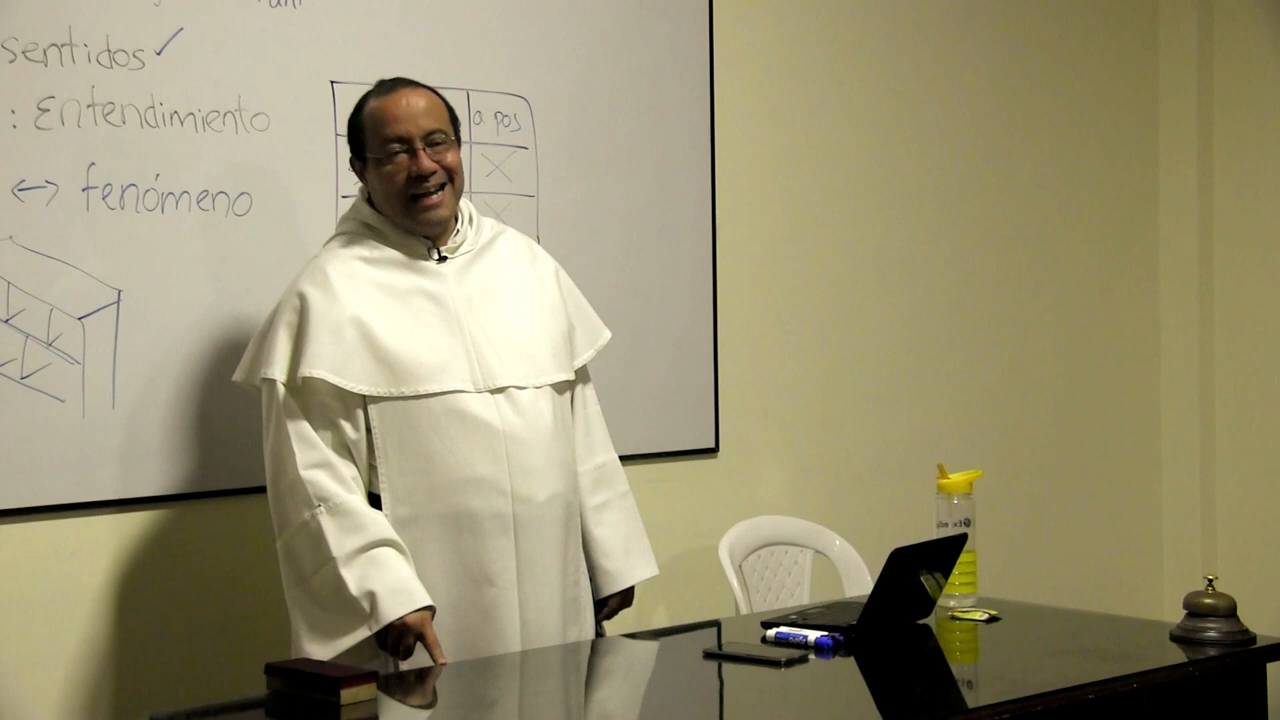 sentidos ✓
: Entendimiento
↔ fenómeno
a pos
X
X